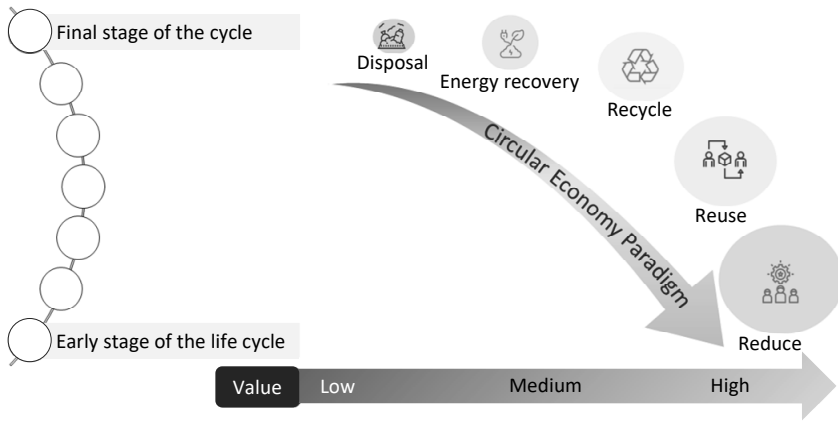 Final stage of the cycle
Disposal
Energy recovery
Recycle
Circular Economy Paradigm
Reuse
Reduce
Early stage of the life cycle
Value
Low
Medium
High